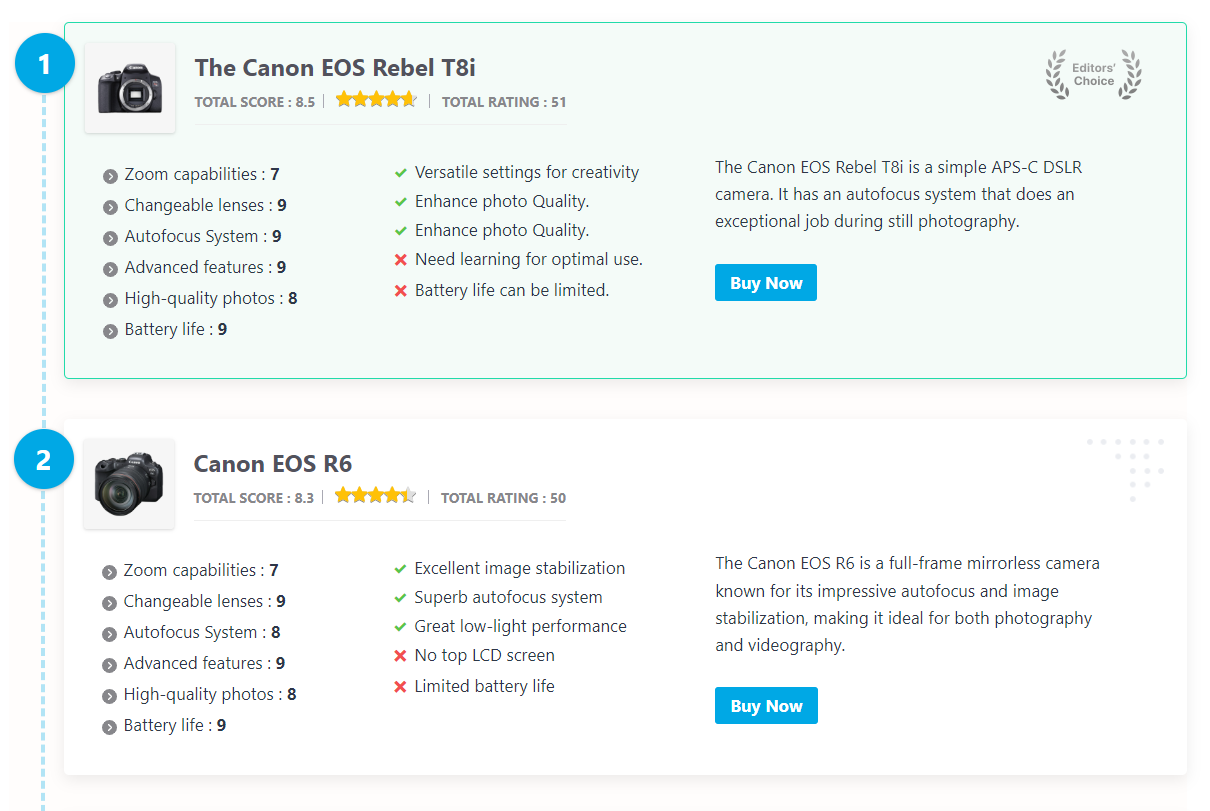 1
The Canon EOS Rebel T8i
TOTAL SCORE : 8.5 | TOTAL RATING : 51
Editors'
Choice
Zoom capabilities : 7
Changeable lenses : 9
Autofocus System : 9
Advanced features : 9
High-quality photos : 8
Battery life : 9
Versatile settings for creativity
Enhance photo Quality.
Enhance photo Quality.
Need learning for optimal use.
Battery life can be limited.
The Canon EOS Rebel T8i is a simple APS-C DSLR
camera. It has an autofocus system that does an
exceptional job during still photography.
Buy Now
2
Canon EOS R6
TOTAL SCORE : 8.3 | TOTAL RATING : 50
Zoom capabilities : 7
Changeable lenses : 9
Autofocus System : 8
Advanced features : 9
High-quality photos : 8
Battery life : 9
Excellent image stabilization
Superb autofocus system
Great low-light performance
No top LCD screen
Limited battery life
The Canon EOS R6 is a full-frame mirrorless camera
known for its impressive autofocus and image
stabilization, making it ideal for both photography
and videography.
Buy Now